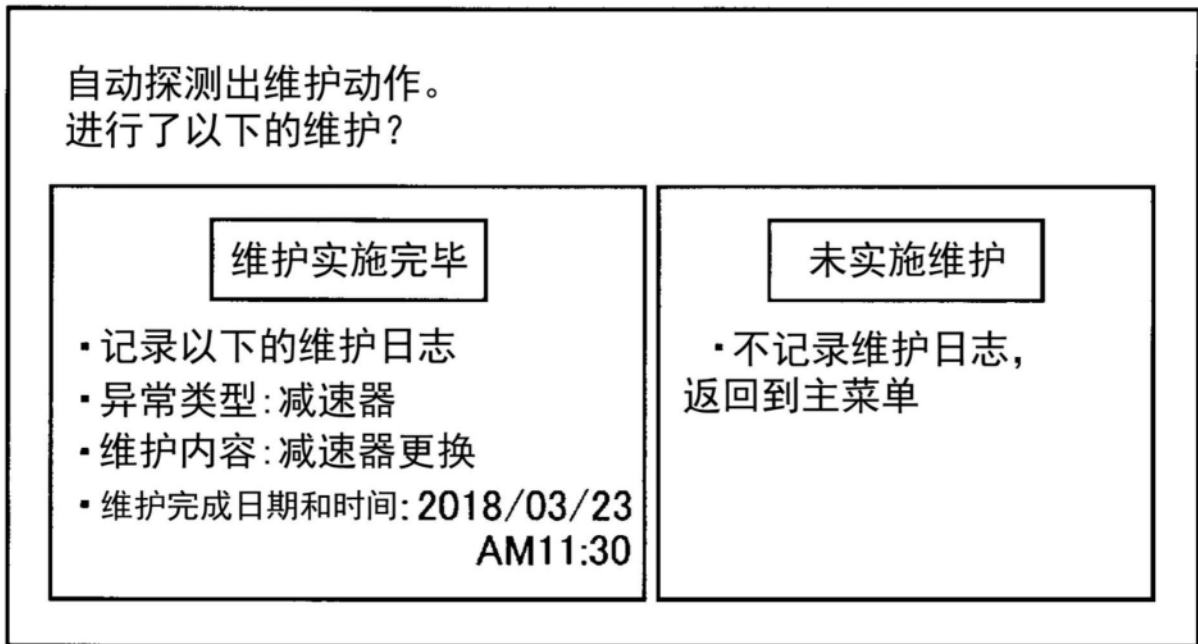 自动探测出维护动作。
进行了以下的维护?
维护实施完毕
▪记录以下的维护日志
▪异常类型:减速器
▪维护内容:减速器更换
▪维护完成日期和时间:2018/03/23
AM11:30
未实施维护
▪不记录维护日志,
返回到主菜单